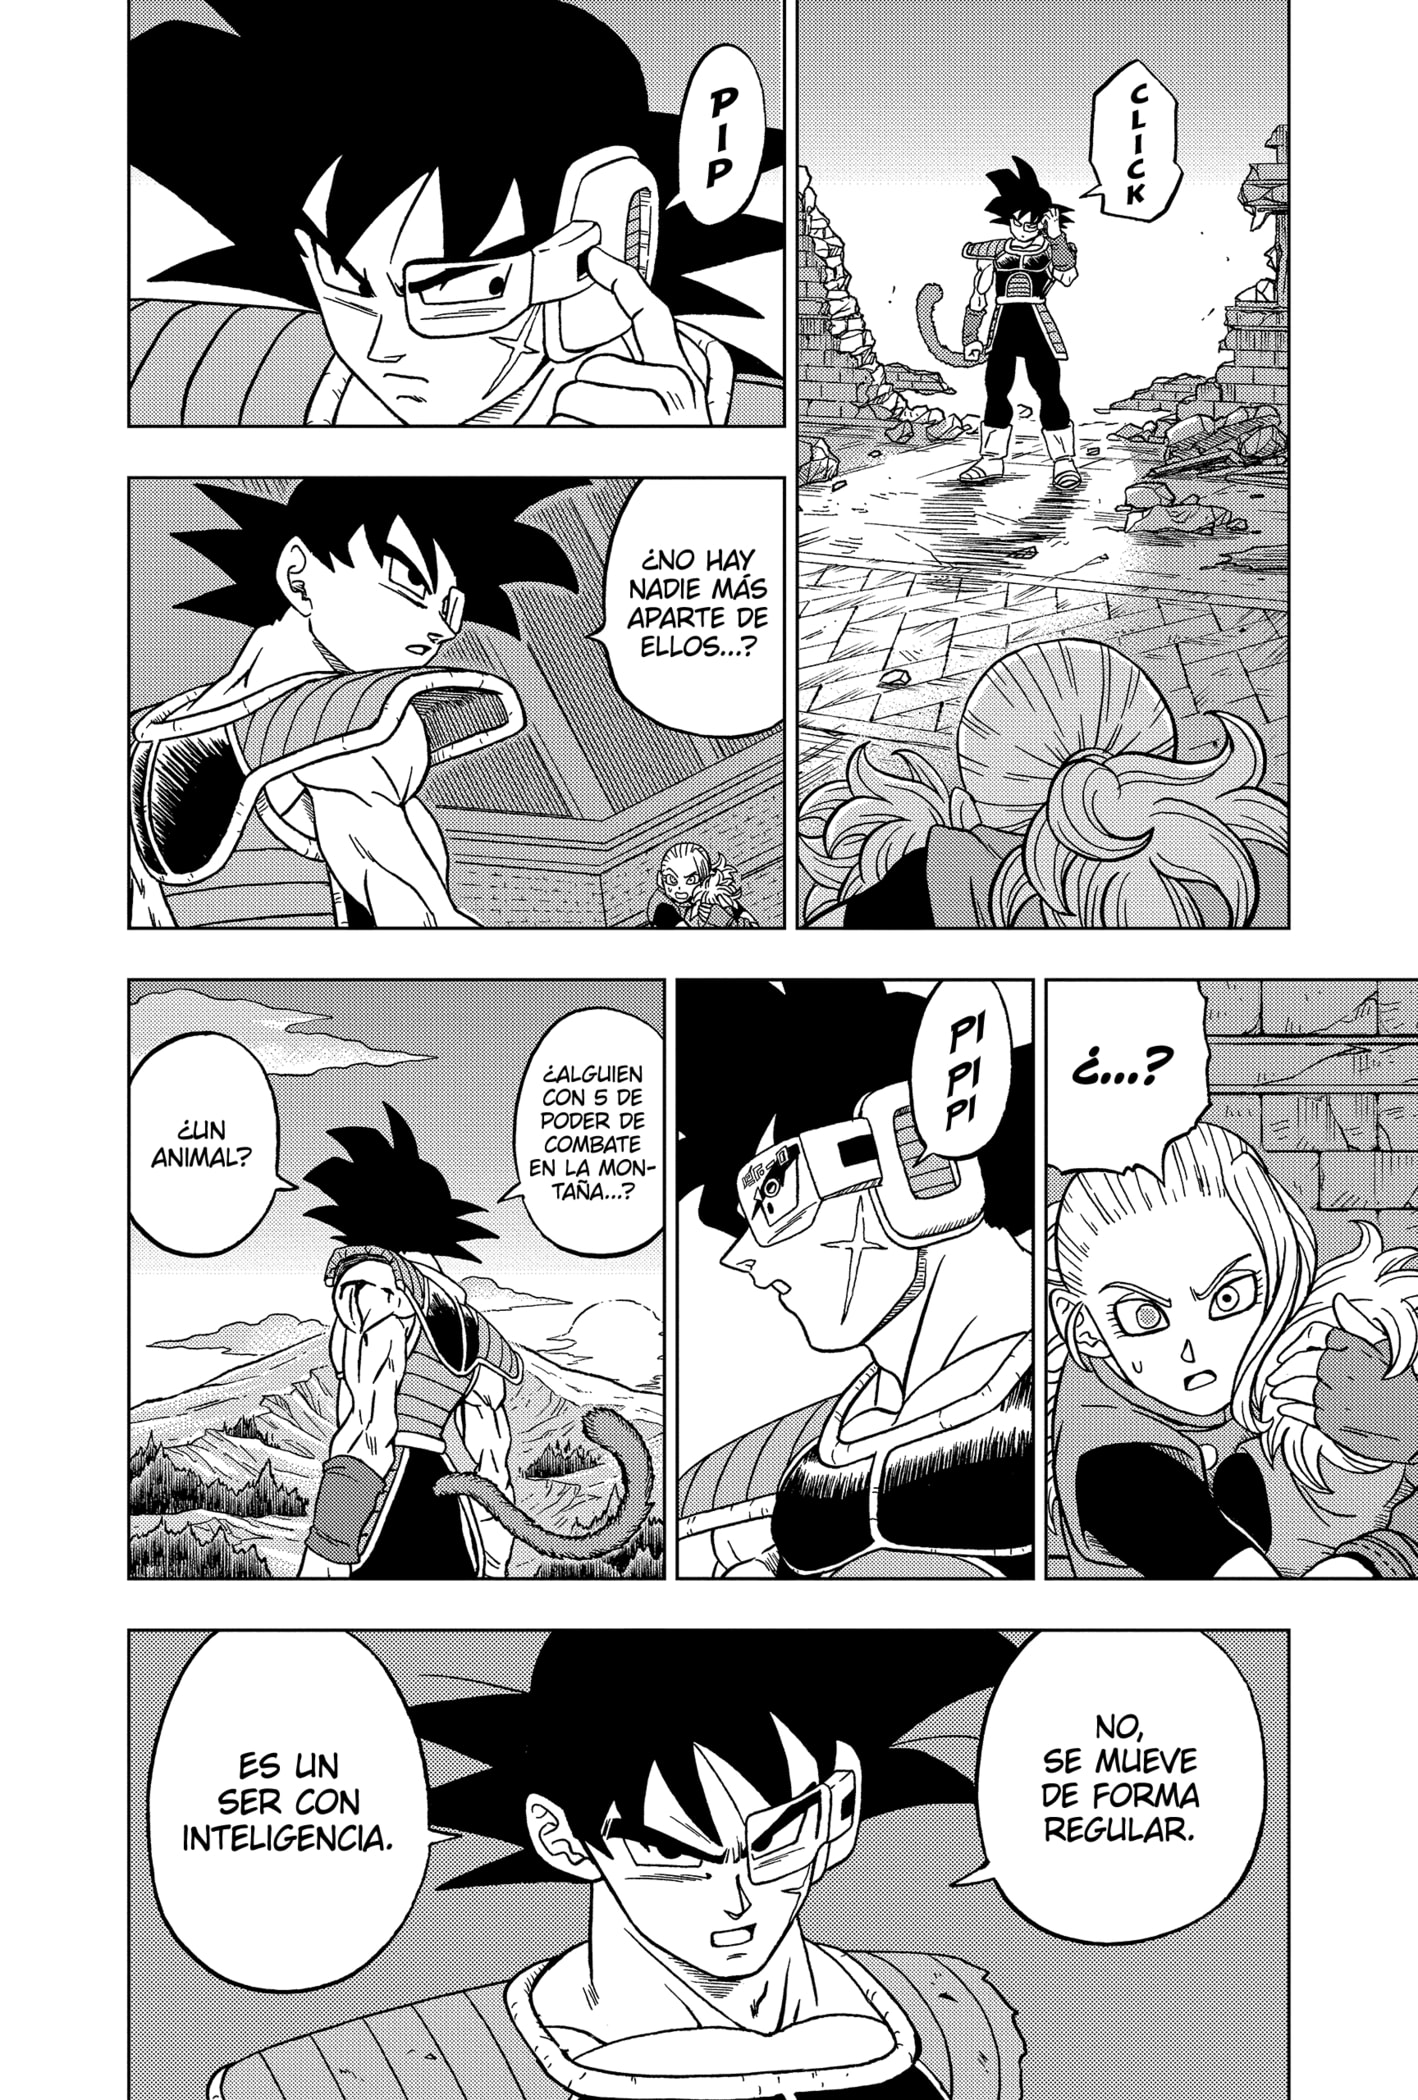 CLICK
PIP
¿NO HAY
NADIE MÁS
APARTE DE
ELLOS...?
¿...?
PI
PI
PI
¿ALGUIEN
CON 5 DE
PODER DE
COMBATE
EN LA MON-
TAÑA...?
¿UN
ANIMAL?
NO,
SE MUEVE
DE FORMA
REGULAR.
ES UN
SER CON
INTELIGENCIA.